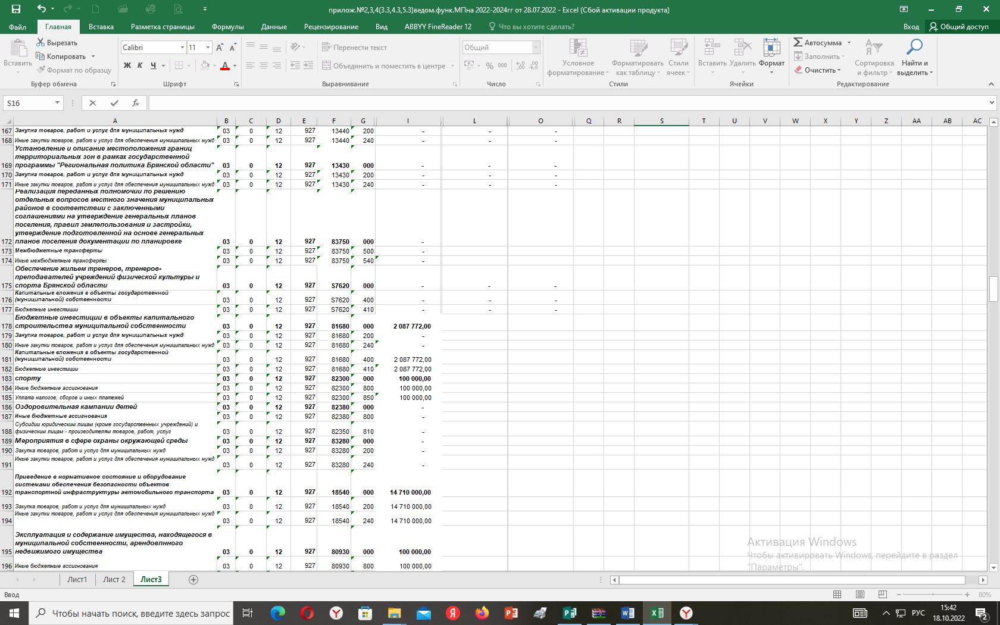 прилож.№2,3,4(3.3,4.3,5.3)ведом.функ.МПна 2022-2024гг от 28.07.2022 - Excel (Сбой активации продукта)
Файл Главная Вставка Разметка страницы Формулы Данные Рецензирование Вид ABBYY FineReader 12 Что вы хотите сделать? Вход Общий доступ
Вставить Вырезать Копировать Формат по образцу Calibri 11 Ж К Ч Перенести текст Объединить и поместить в центре Общий % 000
Условное форматирование Форматировать как таблицу Стили ячеек Вставить Удалить Формат Автосумма Заполнить Очистить Сортировка и фильтр Найти и выделить
Буфер обмена Шрифт Выравнивание Число Стили Ячейки Редактирование
S16 fx
A B C D E F G I L O Q R S T U V W X Y Z AA AB AC
167 Закупка товаров, работ и услуг для муниципальных нужд 03 0 12 927 13440 200 - - -
168 Иные закупки товаров, работ и услуг для обеспечения муниципальных нужд 03 0 12 927 13440 240 - - -
Установление и описание местоположения границ
территориальных зон в рамках государственной
169 программы "Региональная политика Брянской области" 03 0 12 927 13430 000 - - -
170 Закупка товаров, работ и услуг для муниципальных нужд 03 0 12 927 13430 200 - - -
171 Иные закупки товаров, работ и услуг для обеспечения муниципальных нужд 03 0 12 927 13430 240 - - -
Реализация переданных полномочий по решению
отдельных вопросов местного значения муниципальных
районов в соответствии с заключенными
соглашениями на утверждение генеральных планов
поселения, правил землепользования и застройки,
утверждение подготовленной на основе генеральных
172 планов поселения документации по планировке 03 0 12 927 83750 000 -
173 Межбюджетные трансферты 03 0 12 927 83750 500 -
174 Иные межбюджетные трансферты 03 0 12 927 83750 540 -
Обеспечение жильем тренеров, тренеров-
преподавателей учреждений физической культуры и
175 спорта Брянской области 03 0 12 927 S7620 000 - - -
Капитальные вложения в объекты государственной
176 (муниципальной) собственности 03 0 12 927 S7620 400 - - -
177 Бюджетные инвестиции 03 0 12 927 S7620 410 - - -
Бюджетные инвестиции в объекты капитального
178 строительства муниципальной собственности 03 0 12 927 81680 000 2 087 772,00
179 Закупка товаров, работ и услуг для муниципальных нужд 03 0 12 927 81680 200 -
180 Иные закупки товаров, работ и услуг для обеспечения муниципальных нужд 03 0 12 927 81680 240 -
Капитальные вложения в объекты государственной
181 (муниципальной) собственности 03 0 12 927 81680 400 2 087 772,00
182 Бюджетные инвестиции 03 0 12 927 81680 410 2 087 772,00
183 спорту 03 0 12 927 82300 000 100 000,00
184 Иные бюджетные ассигнования 03 0 12 927 82300 800 100 000,00
185 Уплата налогов, сборов и иных платежей 03 0 12 927 82300 850 100 000,00
186 Оздоровительная кампании детей 03 0 12 927 82380 000 -
187 Иные бюджетные ассигнования 03 0 12 927 82380 800 -
Субсидии юридическим лицам (кроме государственных учреждений) и
188 физическим лицам - производителям товаров, работ, услуг 03 0 12 927 82350 810 -
189 Мероприятия в сфере охраны окружающей среды 03 0 12 927 83280 000 -
190 Закупка товаров, работ и услуг для муниципальных нужд 03 0 12 927 83280 200 -
Иные закупки товаров, работ и услуг для обеспечения муниципальных нужд
191 03 0 12 927 83280 240 -
Приведение в нормативное состояние и оборудование
системами обеспечения безопасности объектов
192 транспортной инфраструктуры автомобильного транспорта 03 0 12 927 18540 000 14 710 000,00
193 Закупка товаров, работ и услуг для муниципальных нужд 03 0 12 927 18540 200 14 710 000,00
Иные закупки товаров, работ и услуг для обеспечения муниципальных нужд
194 03 0 12 927 18540 240 14 710 000,00
Эксплуатация и содержание имущества, находящегося в
муниципальной собственности, арендовпнного
195 недвижимого имущества 03 0 12 927 80930 000 100 000,00
196 Иные бюджетные ассигнования 03 0 12 927 80930 800 100 000,00
Активация Windows
Чтобы активировать Windows, перейдите в раздел
"Параметры".
Лист1 Лист 2 Лист3
Ввод 80%
Чтобы начать поиск, введите здесь запрос РУС 15:42
18.10.2022 2